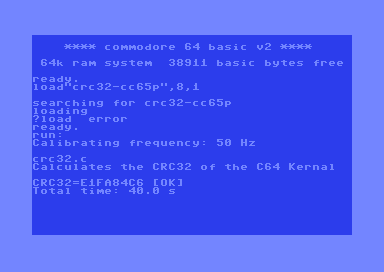 **** commodore 64 basic v2 ****
64k ram system  38911 basic bytes free
ready.
load"crc32-cc65p",8,1
searching for crc32-cc65p
loading
?load  error
ready.
run:
Calibrating frequency: 50 Hz
crc32.c
Calculates the CRC32 of the C64 Kernal
CRC32=E1FA84C6 [OK]
Total time: 40.0 s